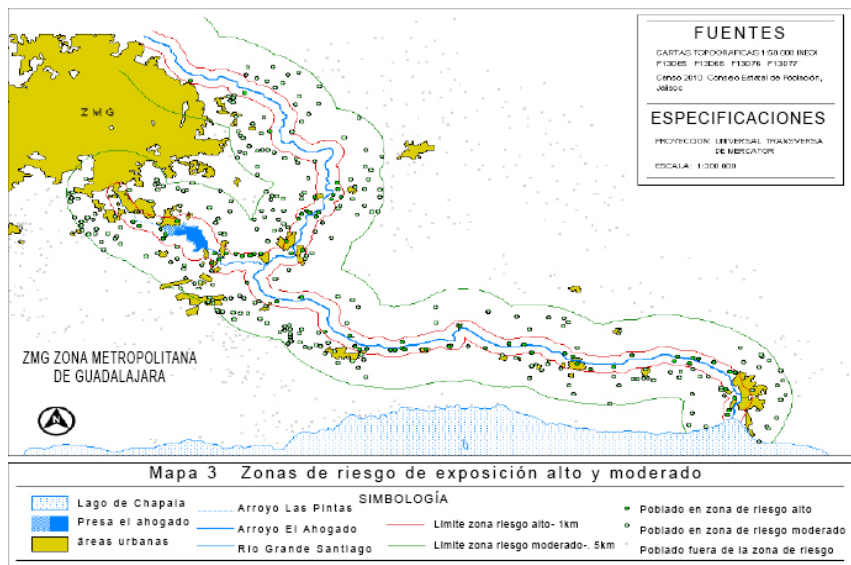 FUENTES
CARTAS TOPOGRAFICAS 1:50 000 INEGI
F13D65 F13D66 F13D76 F13D77
Censo 2010 Consejo Estatal de Población,
Jalisco
ESPECIFICACIONES
PROYECCION: UNIVERSAL TRANSVERSA
DE MERCATOR
ESCALA: 1:300 000
ZMG
ZMG ZONA METROPOLITANA
DE GUADALAJARA
Mapa 3 Zonas de riesgo de exposición alto y moderado
SIMBOLOGÍA
Lago de Chapala
Presa el ahogado
áreas urbanas
Arroyo Las Pintas
Arroyo El Ahogado
Río Grande Santiago
Límite zona riesgo alto- 1km
Límite zona riesgo moderado-. 5km
Poblado en zona de riesgo alto
Poblado en zona de riesgo moderado
Poblado fuera de la zona de riesgo